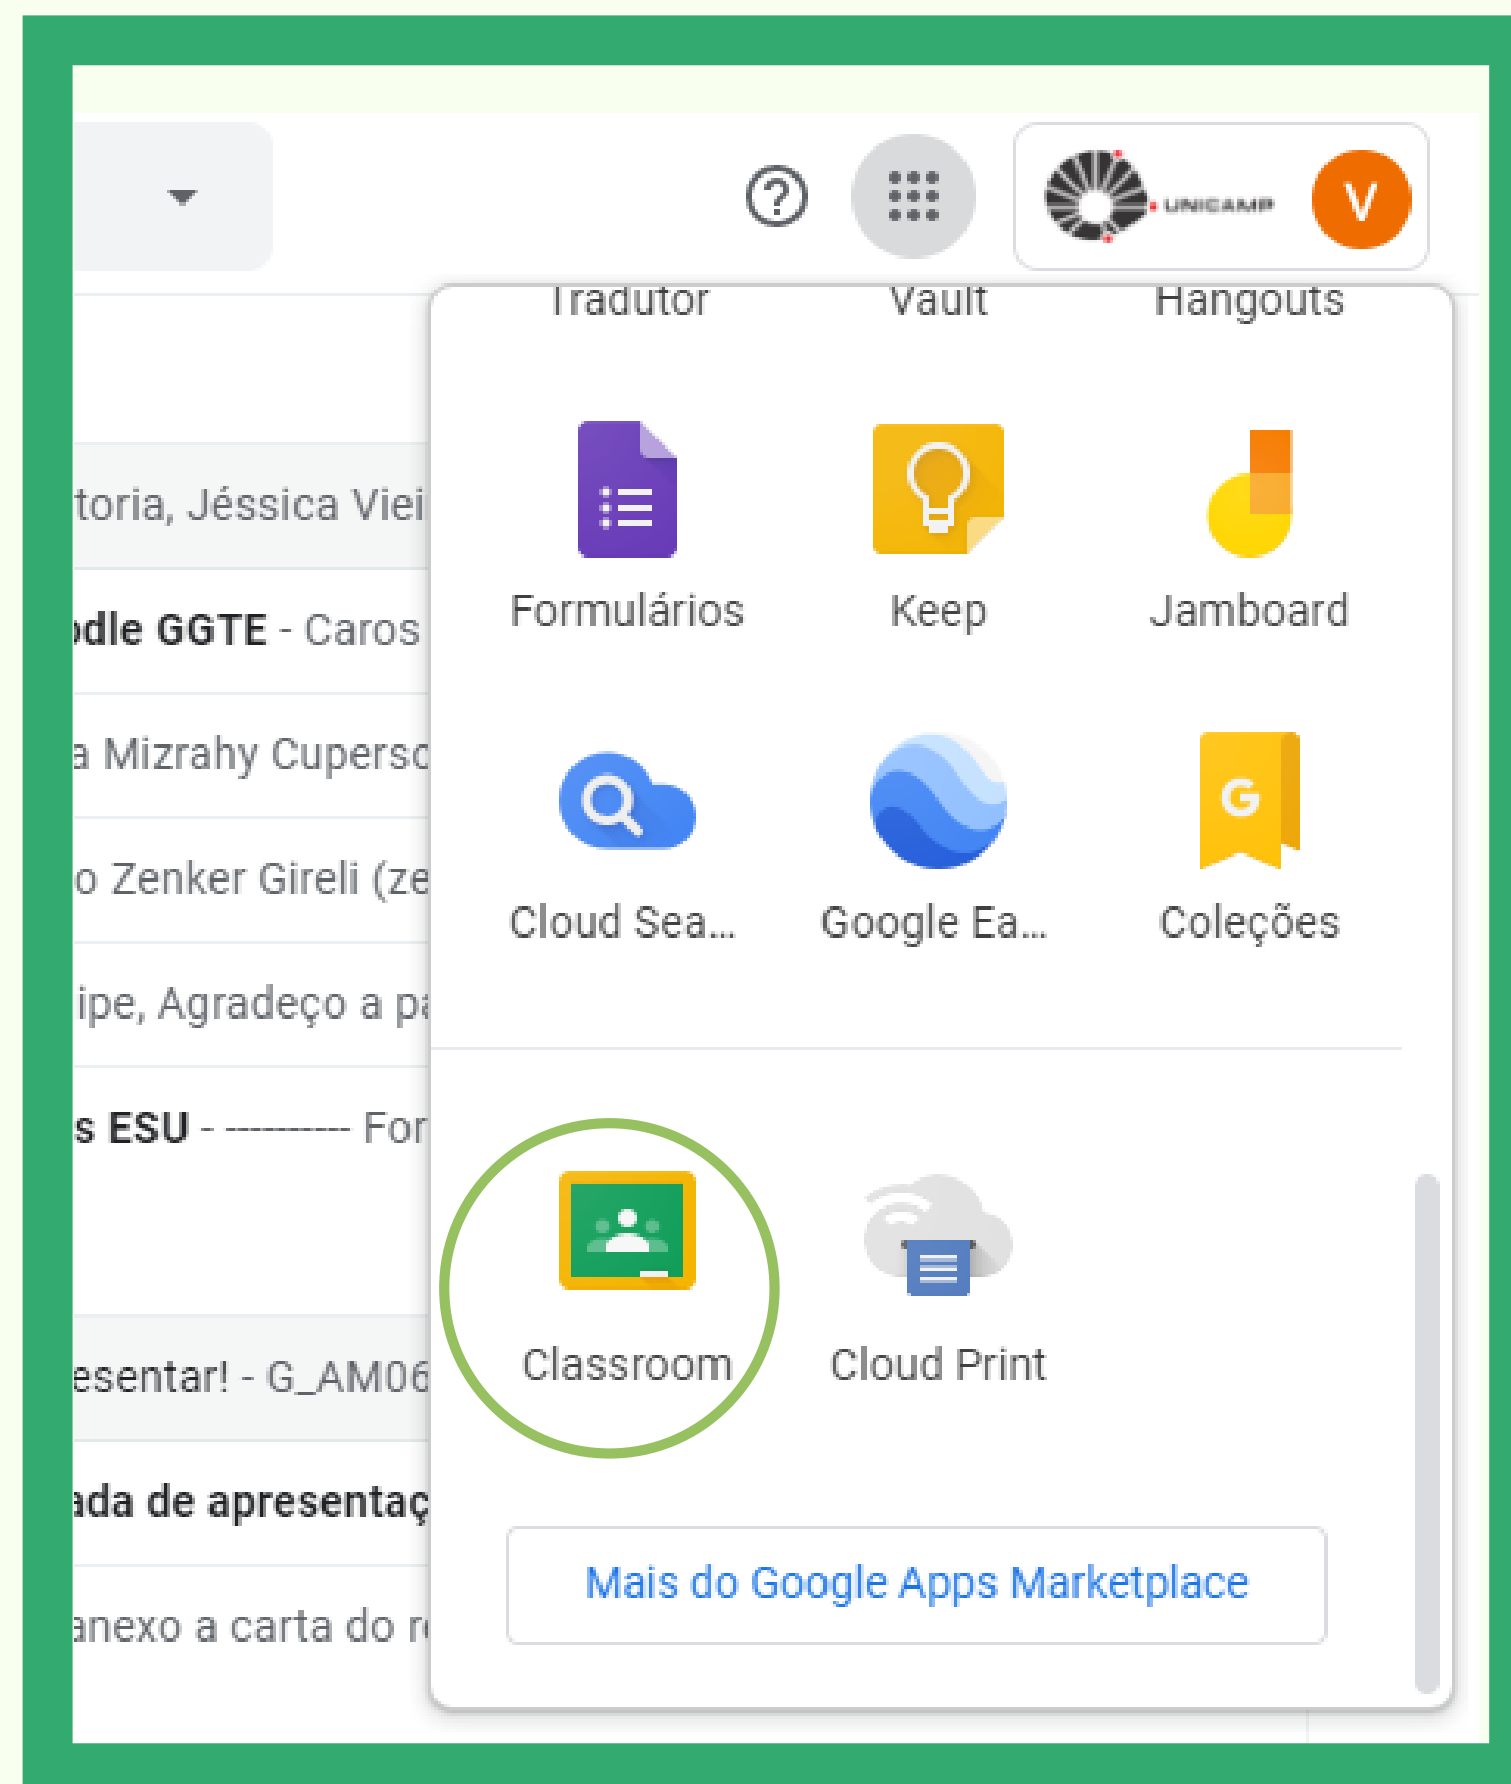 UNICAMP
V
Tradutor Vault Hangouts
toria, Jéssica Viei
Formulários Keep Jamboard
odle GGTE - Caros
a Mizrahy Cuperso
o Zenker Gireli (ze
Cloud Sea... Google Ea... Coleções
G
ipe, Agradeço a pa
s ESU - ---------- For
Classroom Cloud Print
esentar! - G_AM06
ada de apresentaç
Mais do Google Apps Marketplace
anexo a carta do re